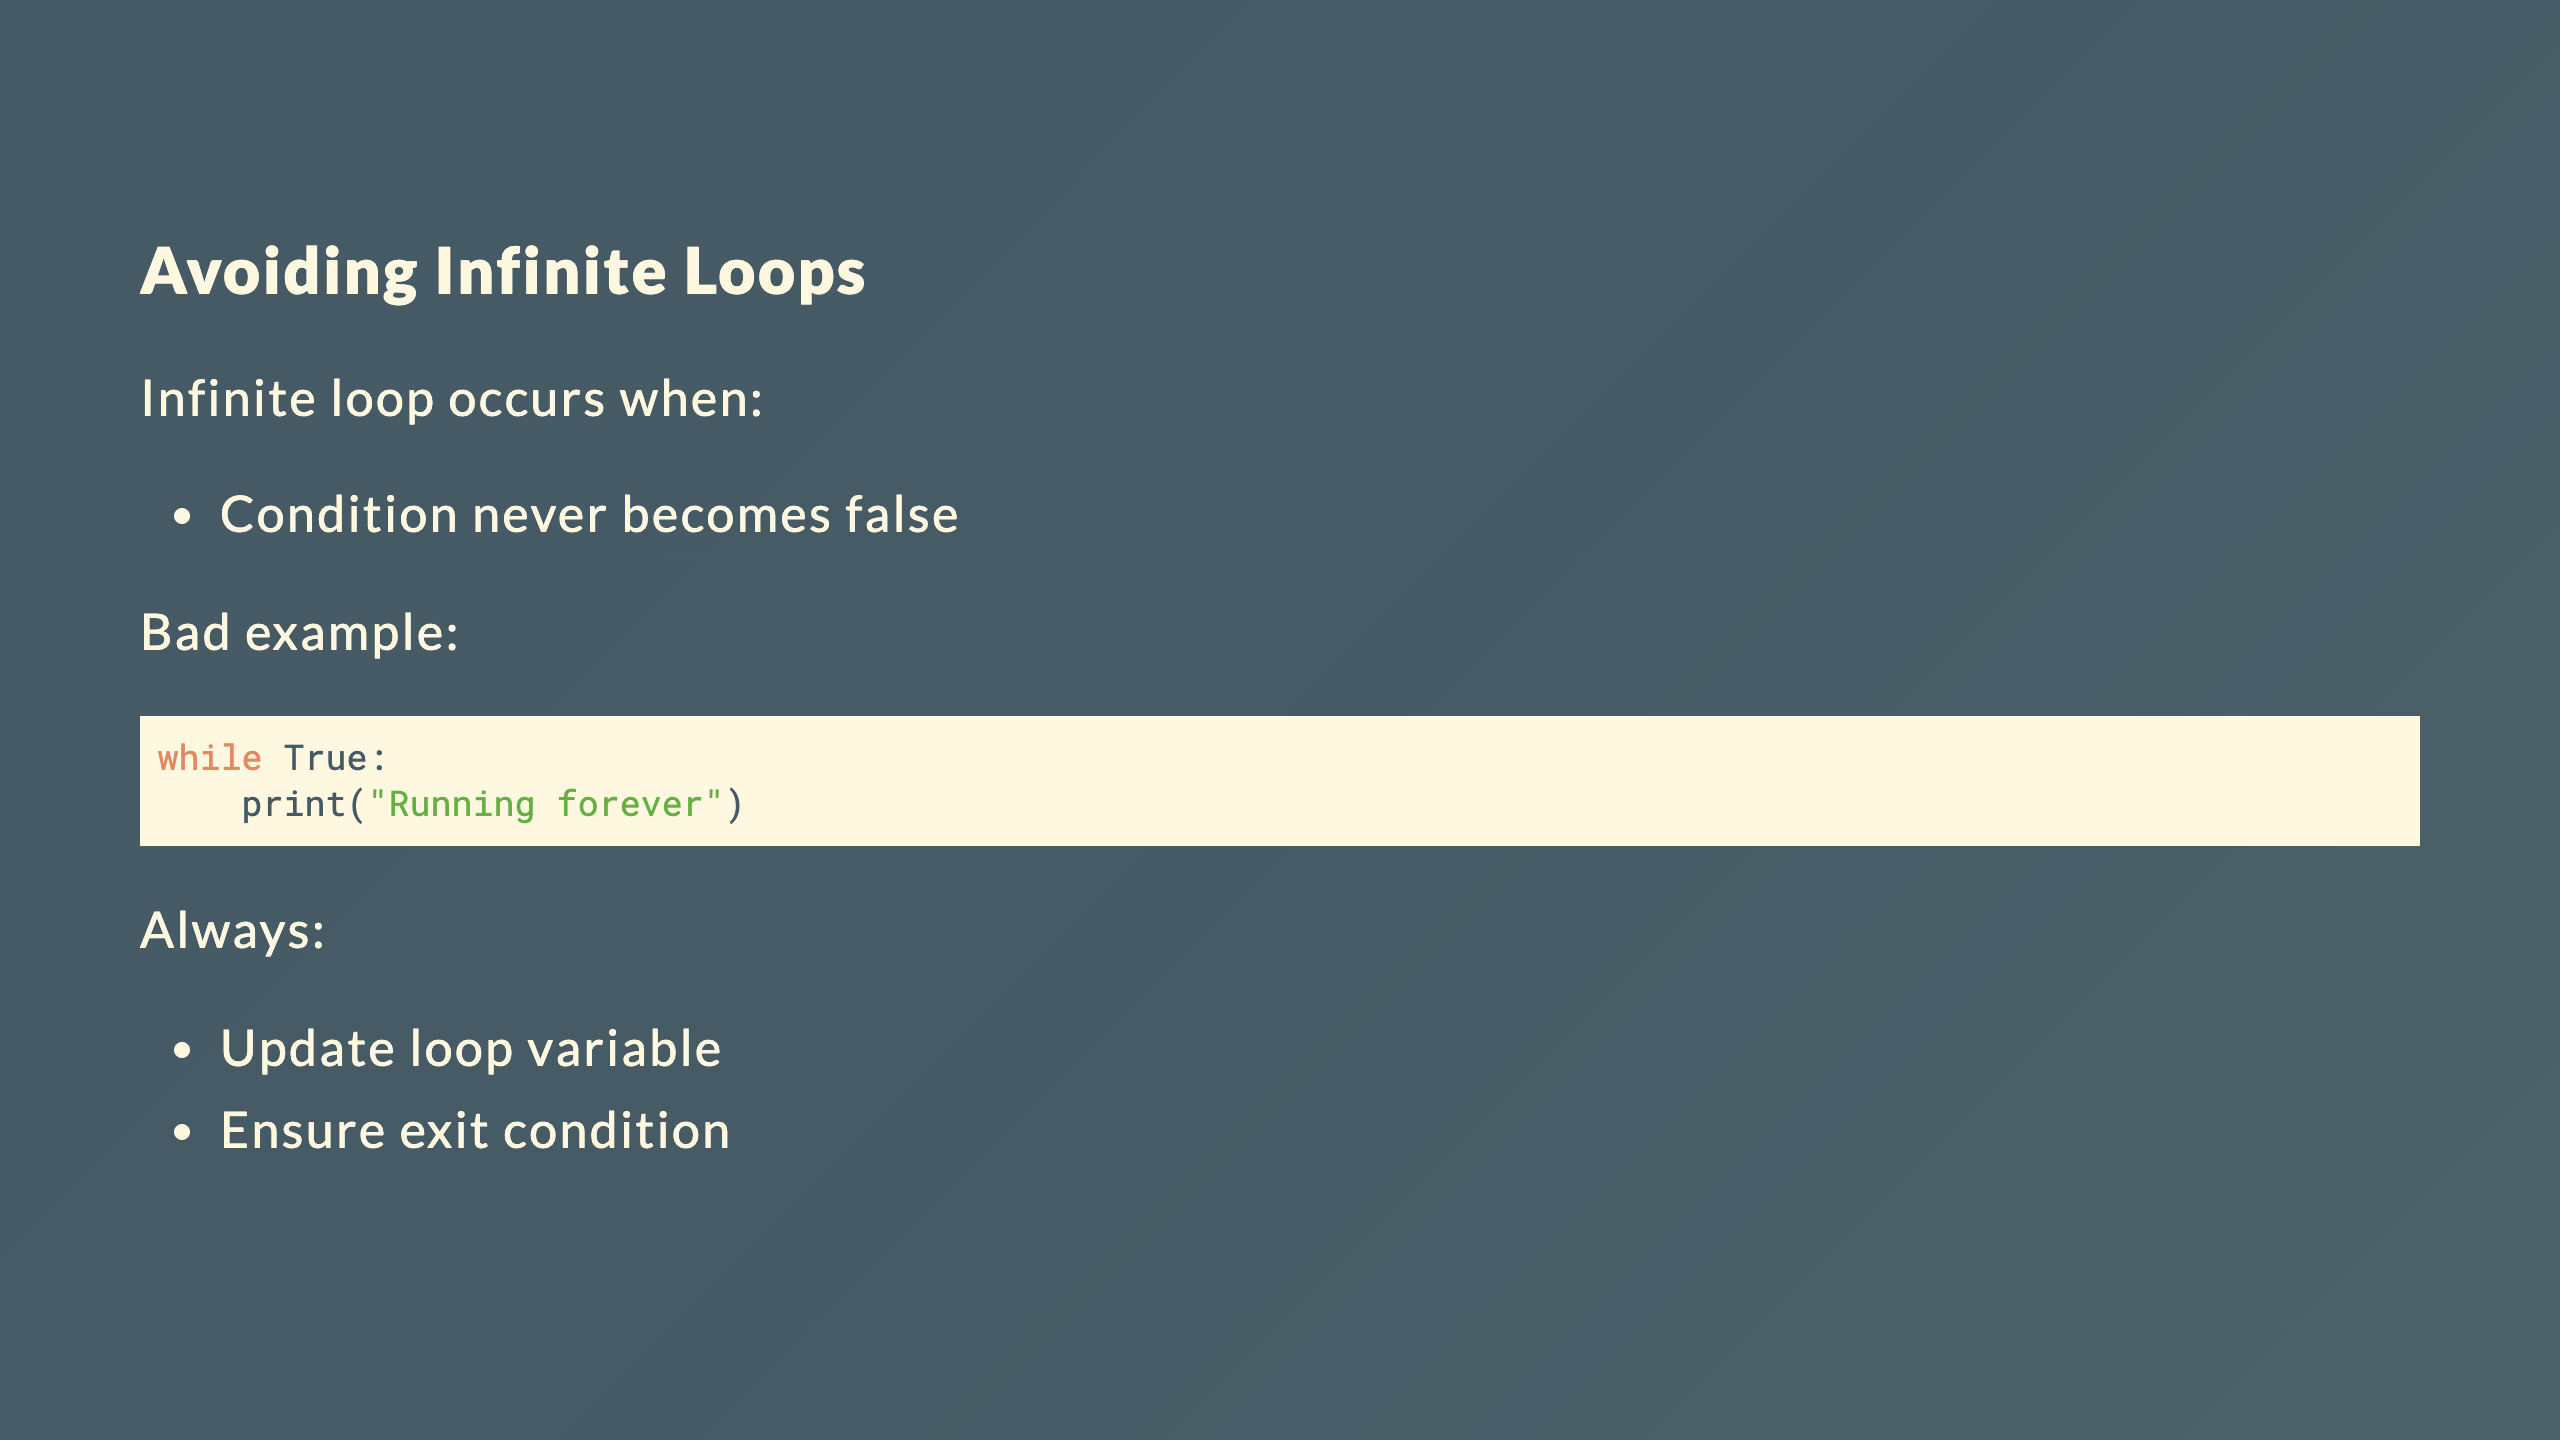 Avoiding Infinite Loops
Infinite loop occurs when:
• Condition never becomes false
Bad example:
while True:
    print("Running forever")
Always:
• Update loop variable
• Ensure exit condition